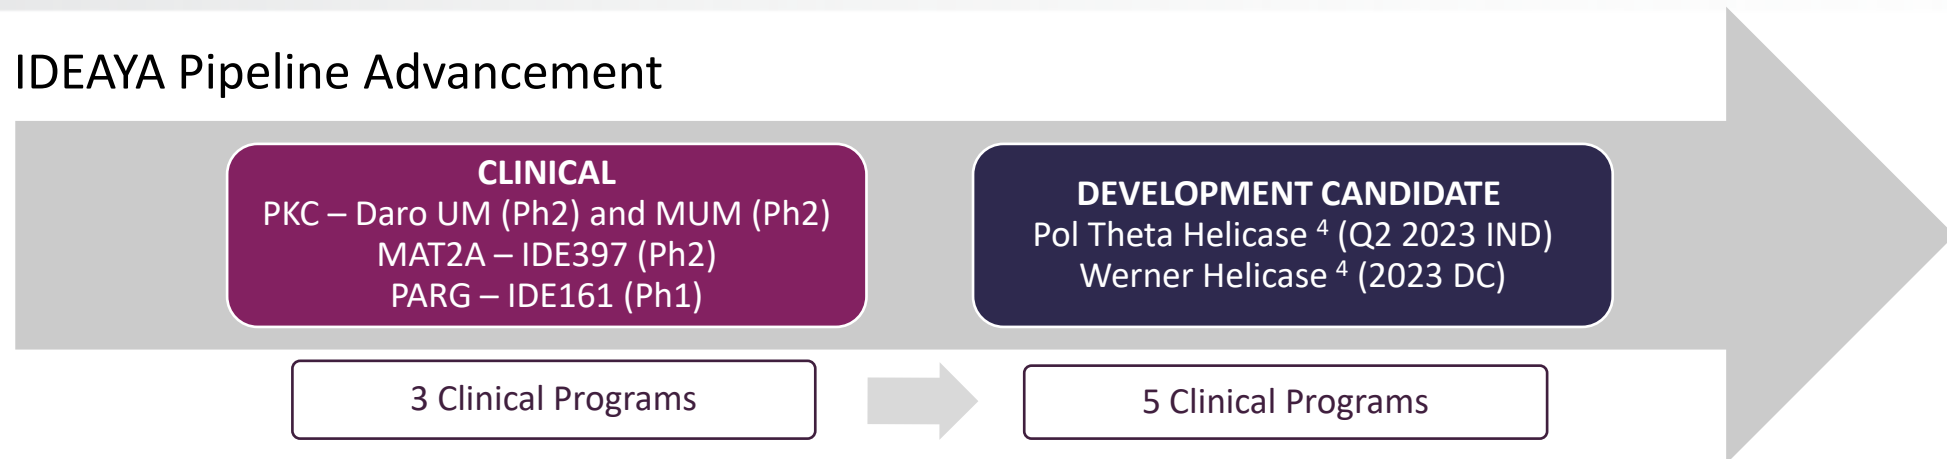 IDEAYA Pipeline Advancement
CLINICAL
PKC – Daro UM (Ph2) and MUM (Ph2)
MAT2A – IDE397 (Ph2)
PARG – IDE161 (Ph1)
DEVELOPMENT CANDIDATE
Pol Theta Helicase ⁴ (Q2 2023 IND)
Werner Helicase ⁴ (2023 DC)
3 Clinical Programs
5 Clinical Programs